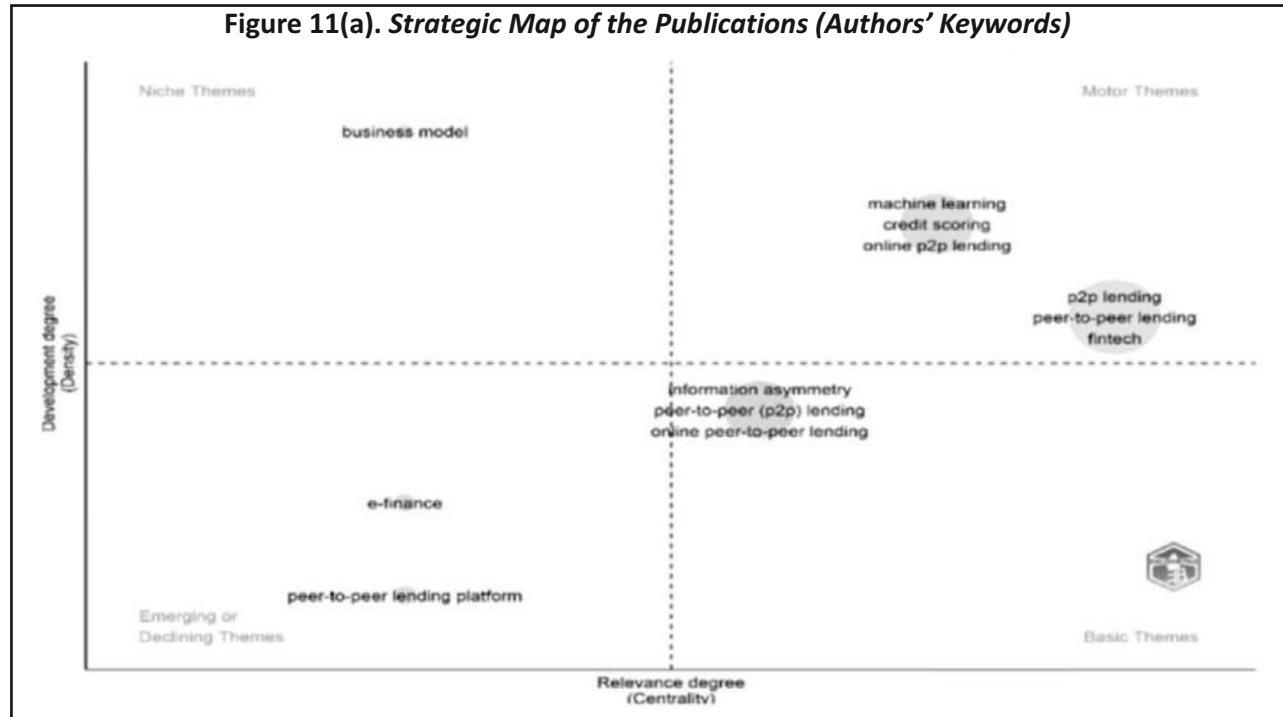 Figure 11(a). Strategic Map of the Publications (Authors' Keywords)
Niche Themes
Motor Themes
business model
machine learning
credit scoring
online p2p lending
p2p lending
peer-to-peer lending
fintech
Development degree
(Density)
information asymmetry
peer-to-peer (p2p) lending
online peer-to-peer lending
e-finance
peer-to-peer lending platform
Emerging or
Declining Themes
Basic Themes
Relevance degree
(Centrality)